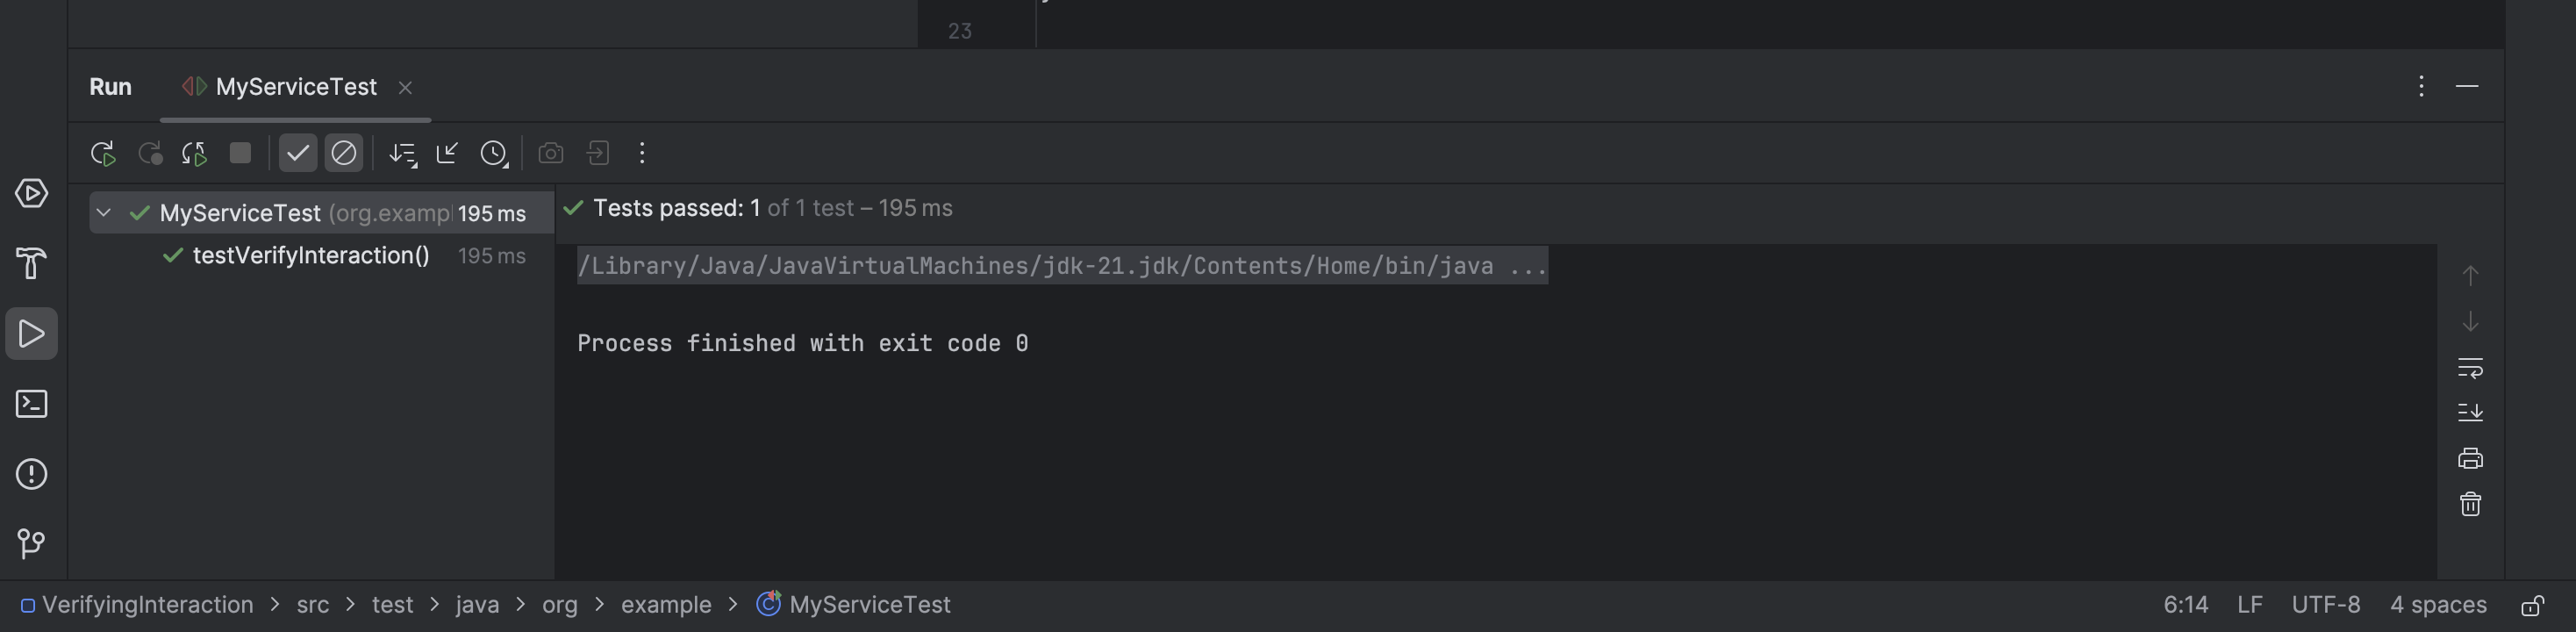 23
Run MyServiceTest
MyServiceTest (org.exampl 195 ms
testVerifyInteraction() 195 ms
Tests passed: 1 of 1 test – 195 ms
/Library/Java/JavaVirtualMachines/jdk-21.jdk/Contents/Home/bin/java ...
Process finished with exit code 0
VerifyingInteraction > src > test > java > org > example > MyServiceTest
6:14 LF UTF-8 4 spaces